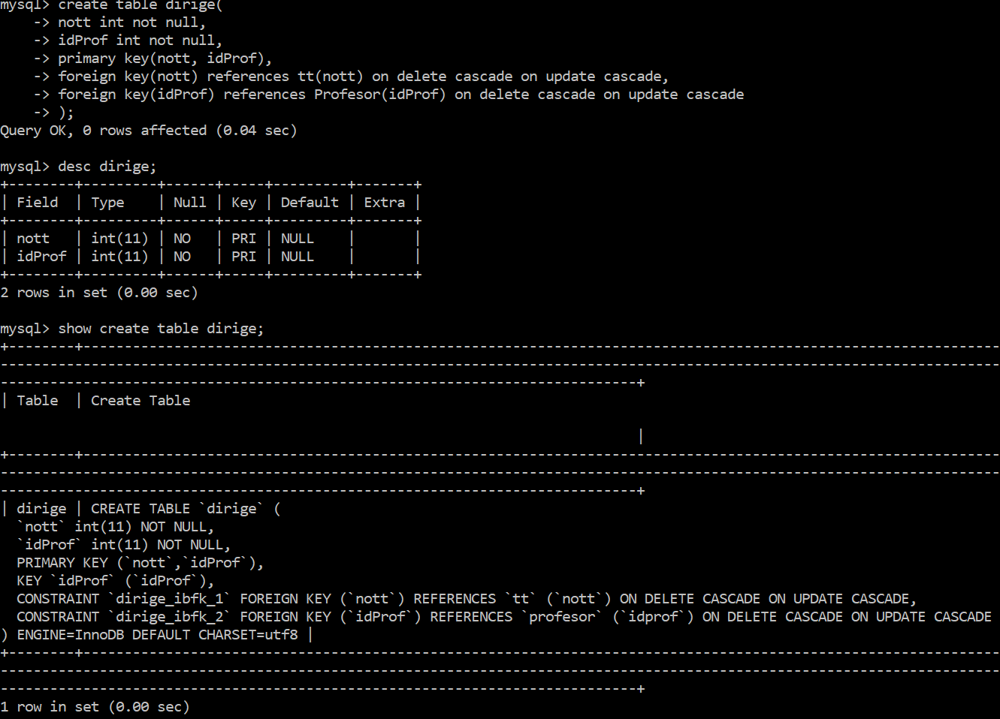 mysql> create table dirige(
    -> nott int not null,
    -> idProf int not null,
    -> primary key(nott, idProf),
    -> foreign key(nott) references tt(nott) on delete cascade on update cascade,
    -> foreign key(idProf) references Profesor(idProf) on delete cascade on update cascade
    -> );
Query OK, 0 rows affected (0.04 sec)

mysql> desc dirige;
+--------+---------+------+-----+---------+-------+
| Field  | Type    | Null | Key | Default | Extra |
+--------+---------+------+-----+---------+-------+
| nott   | int(11) | NO   | PRI | NULL    |       |
| idProf | int(11) | NO   | PRI | NULL    |       |
+--------+---------+------+-----+---------+-------+
2 rows in set (0.00 sec)

mysql> show create table dirige;
+--------+---------------------------------------------------------------------------------------------------------------
-------------------------------------------------------------------------------------------------------------------------
-----------------------------------------------------------------------------+
| Table  | Create Table

                                                                             |
+--------+---------------------------------------------------------------------------------------------------------------
-------------------------------------------------------------------------------------------------------------------------
-----------------------------------------------------------------------------+
| dirige | CREATE TABLE `dirige` (
  `nott` int(11) NOT NULL,
  `idProf` int(11) NOT NULL,
  PRIMARY KEY (`nott`,`idProf`),
  KEY `idProf` (`idProf`),
  CONSTRAINT `dirige_ibfk_1` FOREIGN KEY (`nott`) REFERENCES `tt` (`nott`) ON DELETE CASCADE ON UPDATE CASCADE,
  CONSTRAINT `dirige_ibfk_2` FOREIGN KEY (`idProf`) REFERENCES `profesor` (`idprof`) ON DELETE CASCADE ON UPDATE CASCADE
) ENGINE=InnoDB DEFAULT CHARSET=utf8 |
+--------+---------------------------------------------------------------------------------------------------------------
-------------------------------------------------------------------------------------------------------------------------
-----------------------------------------------------------------------------+
1 row in set (0.00 sec)